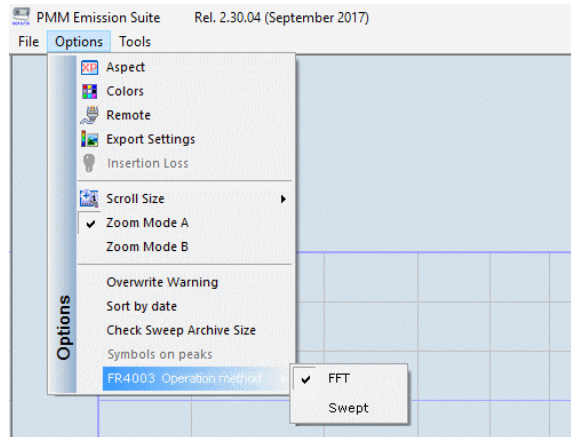 PMM Emission Suite Rel. 2.30.04 (September 2017)
File Options Tools
Aspect
Colors
Remote
Export Settings
Insertion Loss
Scroll Size
Zoom Mode A
Zoom Mode B
Overwrite Warning
Sort by date
Check Sweep Archive Size
Symbols on peaks
FR4003 Operation method
FFT
Swept
Options